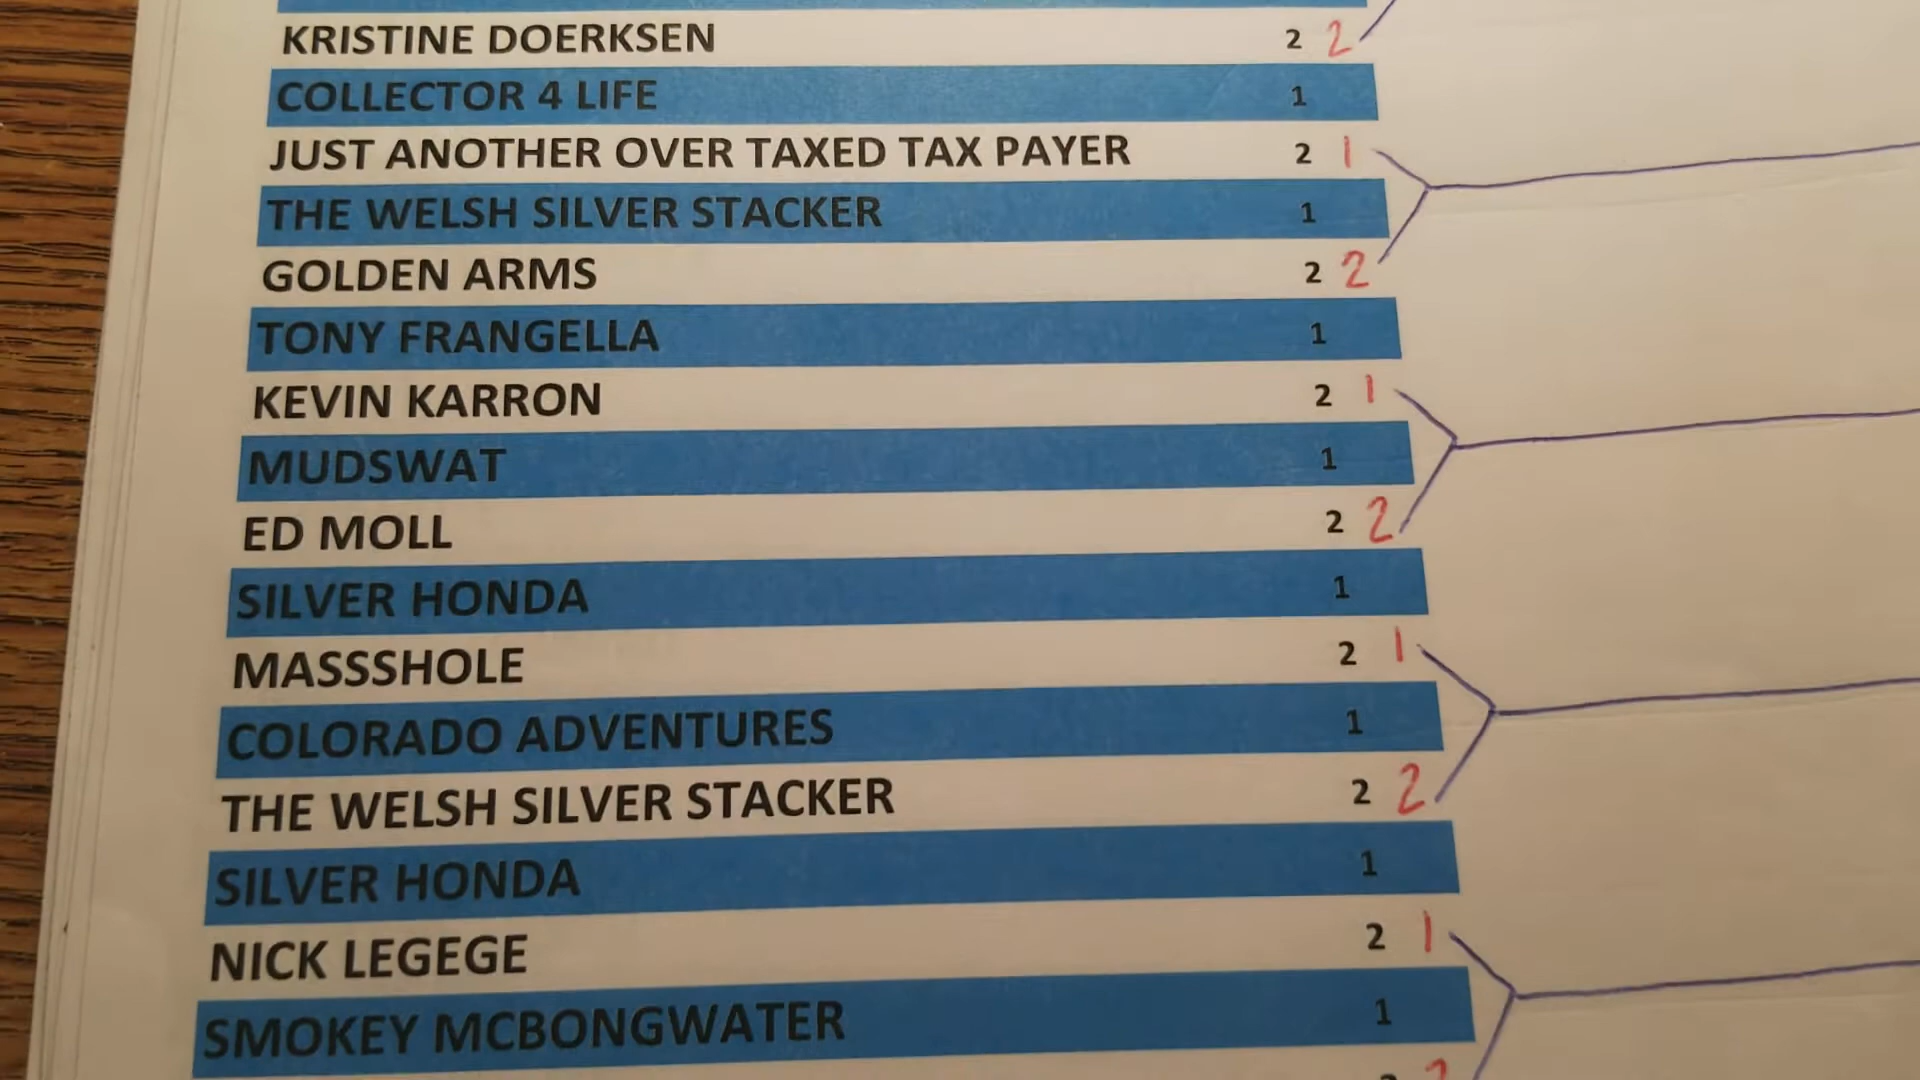 KRISTINE DOERKSEN 2 2
COLLECTOR 4 LIFE 1
JUST ANOTHER OVER TAXED TAX PAYER 2 1
THE WELSH SILVER STACKER 1
GOLDEN ARMS 2 2
TONY FRANGELLA 1
KEVIN KARRON 2 1
MUDSWAT 1
ED MOLL 2 2
SILVER HONDA 1
MASSSHOLE 2 1
COLORADO ADVENTURES 1
THE WELSH SILVER STACKER 2 2
SILVER HONDA 1
NICK LEGEGE 2 1
SMOKEY MCBONGWATER 1